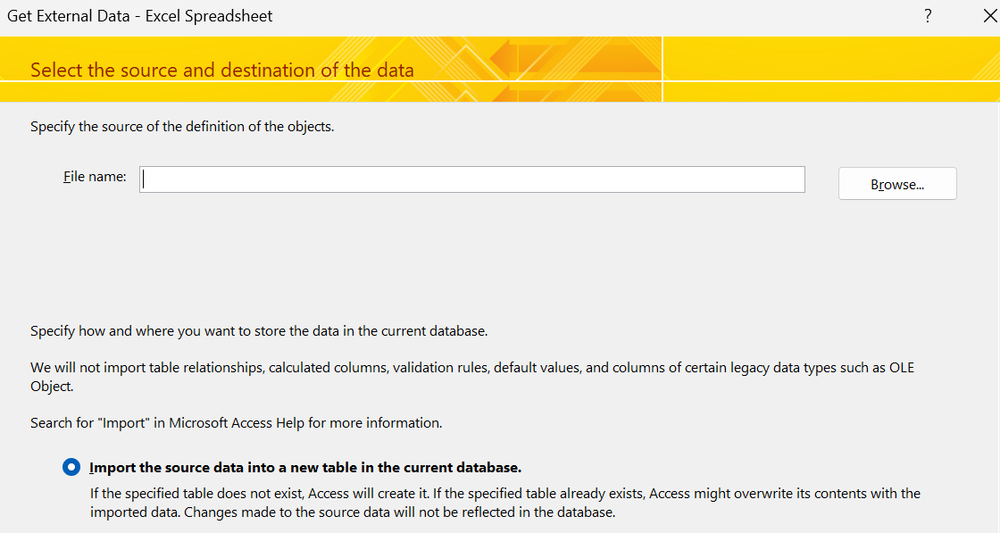 Get External Data - Excel Spreadsheet
?
Select the source and destination of the data
Specify the source of the definition of the objects.
File name:
Browse...
Specify how and where you want to store the data in the current database.
We will not import table relationships, calculated columns, validation rules, default values, and columns of certain legacy data types such as OLE
Object.
Search for "Import" in Microsoft Access Help for more information.
Import the source data into a new table in the current database.
If the specified table does not exist, Access will create it. If the specified table already exists, Access might overwrite its contents with the
imported data. Changes made to the source data will not be reflected in the database.